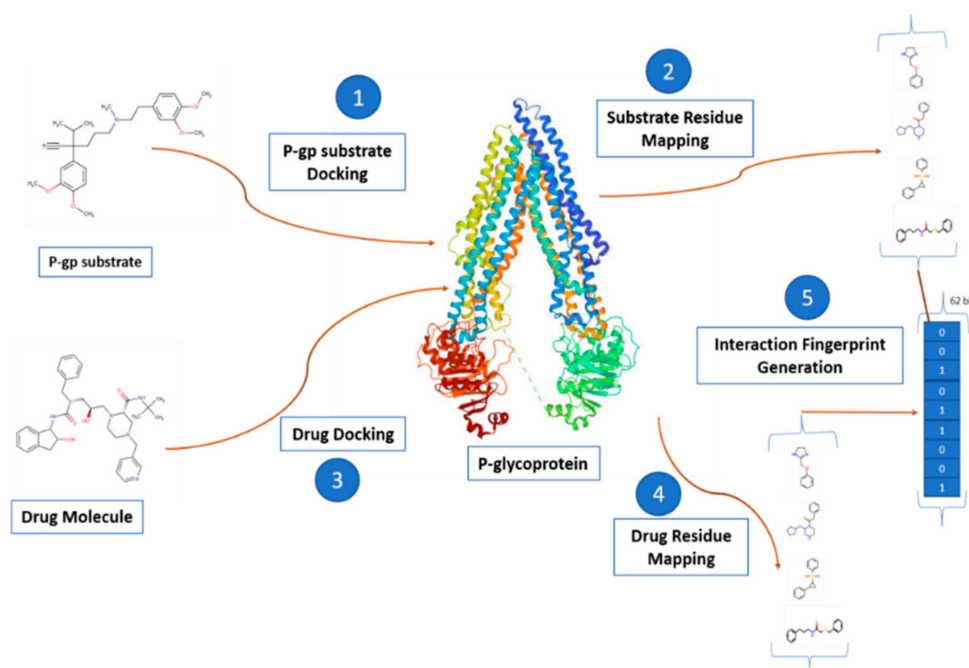 1
P-gp substrate
Docking
P-gp substrate
2
Substrate Residue
Mapping
Drug Molecule
Drug Docking
3
P-glycoprotein
4
Drug Residue
Mapping
5
Interaction Fingerprint
Generation
62 b
0
0
1
0
1
1
0
0
1